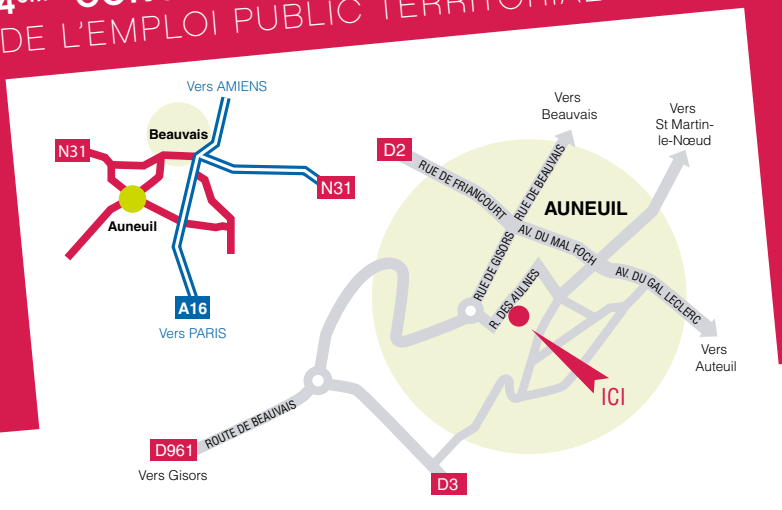 DE L'EMPLOI PUBLIC TERRITORIAL
Vers AMIENS
Beauvais
N31
N31
Auneuil
A16
Vers PARIS
Vers
Beauvais
Vers
St Martin-
le-Nœud
D2
RUE DE FRIANCOURT
RUE DE BEAUVAIS
AUNEUIL
AV. DU MAL FOCH
RUE DE GISORS
R. DES AULNES
AV. DU GAL LECLERC
Vers
Auteuil
ICI
ROUTE DE BEAUVAIS
D961
Vers Gisors
D3